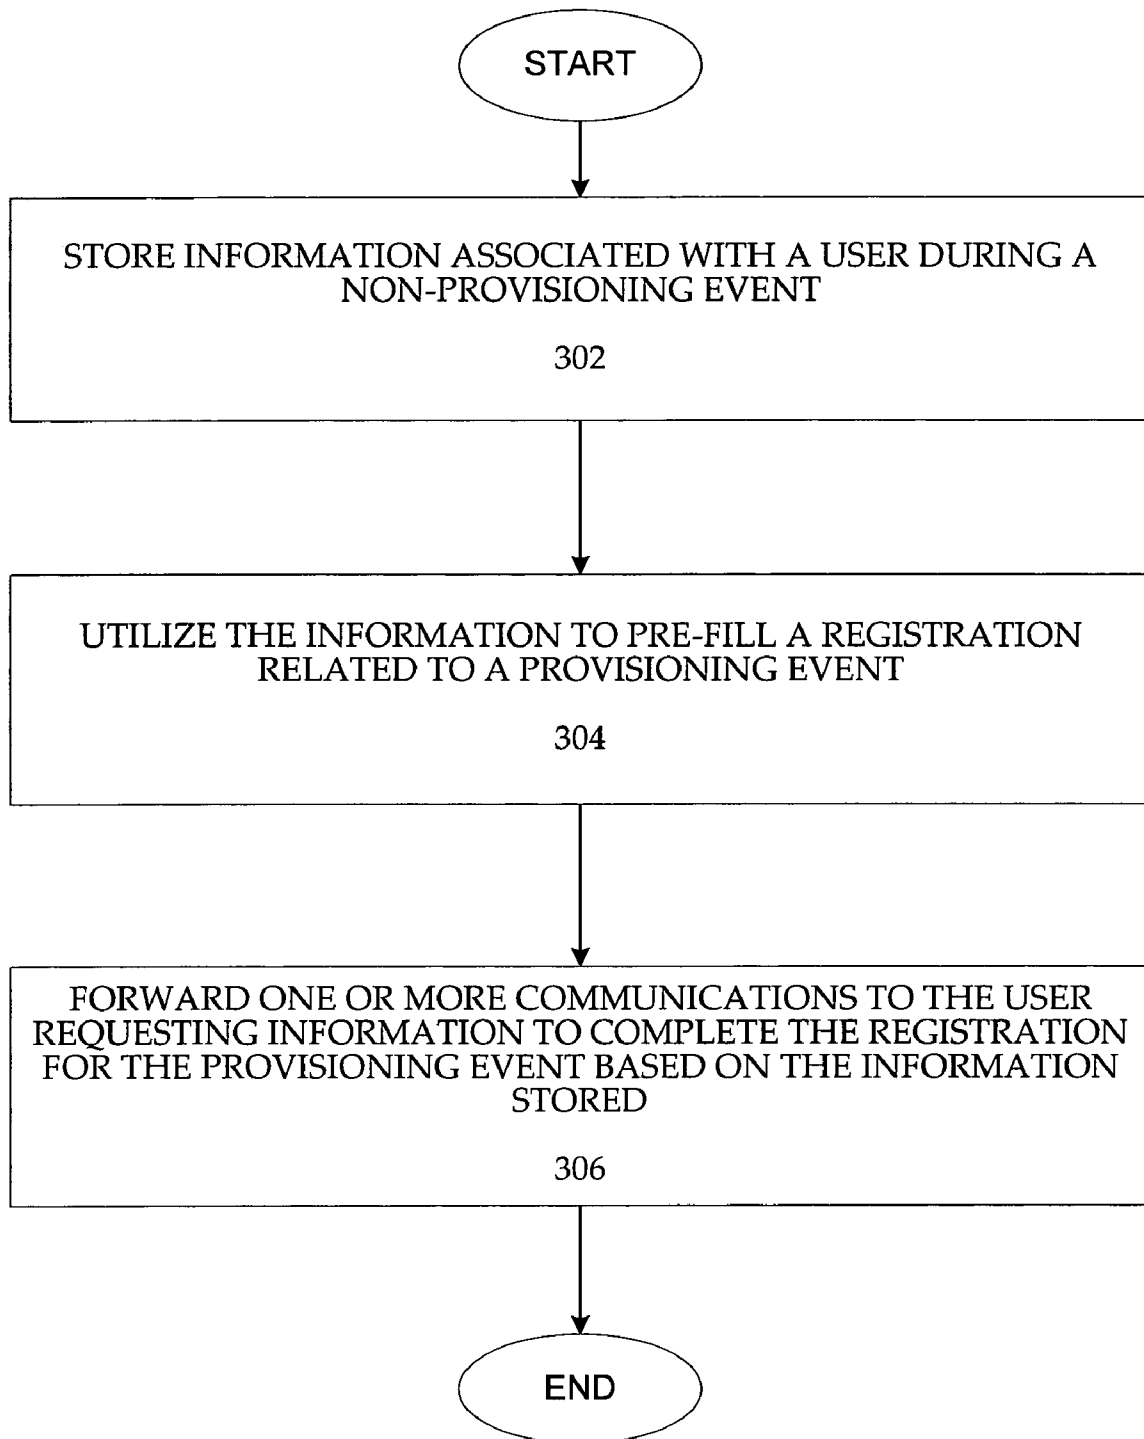 START
STORE INFORMATION ASSOCIATED WITH A USER DURING A
NON-PROVISIONING EVENT
302
UTILIZE THE INFORMATION TO PRE-FILL A REGISTRATION
RELATED TO A PROVISIONING EVENT
304
FORWARD ONE OR MORE COMMUNICATIONS TO THE USER
REQUESTING INFORMATION TO COMPLETE THE REGISTRATION
FOR THE PROVISIONING EVENT BASED ON THE INFORMATION
STORED
306
END